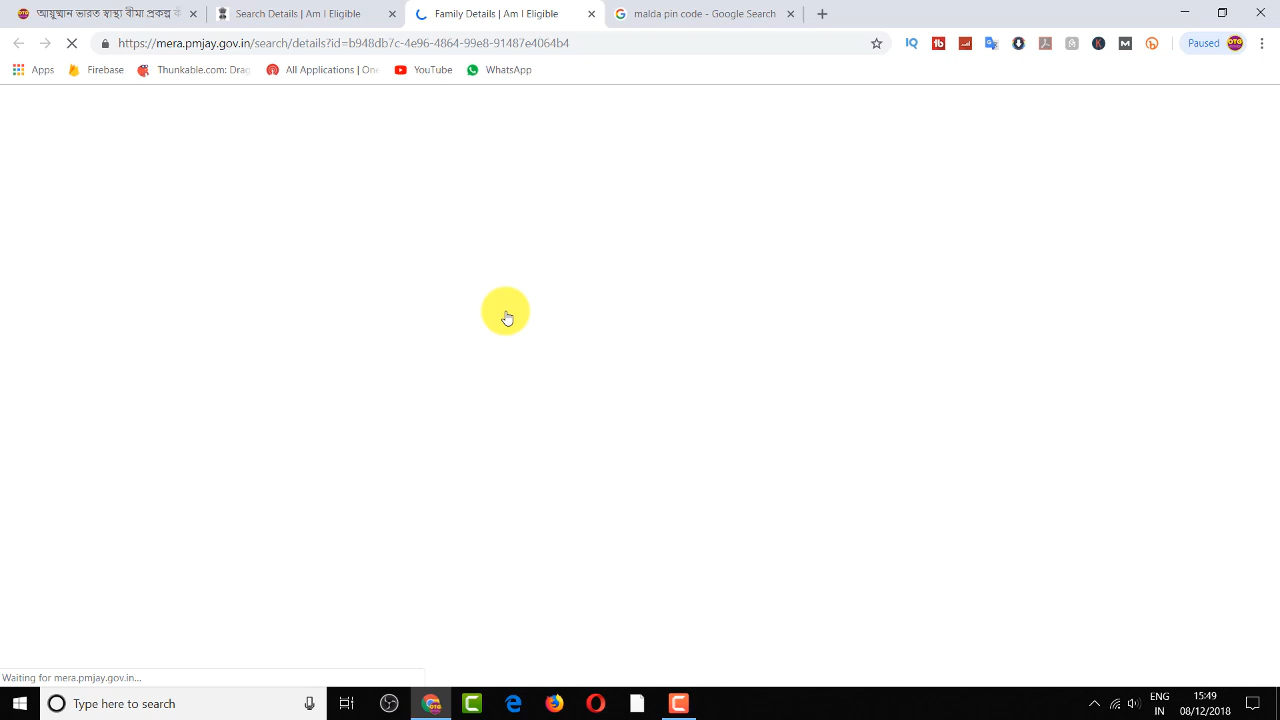 আয়ুষ্মান ভারত স্বাস্থ্য বীমা প্রকল্প
Search Details | Am I Eligible
Family Details | Am I Eligible
malda pin code - Google Search
https://mera.pmjay.gov.in/search/details?id=b948db7c-4e96-4864-99e8-91487e4064b4
Paused
Apps
Firebase
Thunkable.com: Drag
All Applications | One
YouTube
WhatsApp
Waiting for mera.pmjay.gov.in...
Type here to search
ENG
IN
15:49
08/12/2018